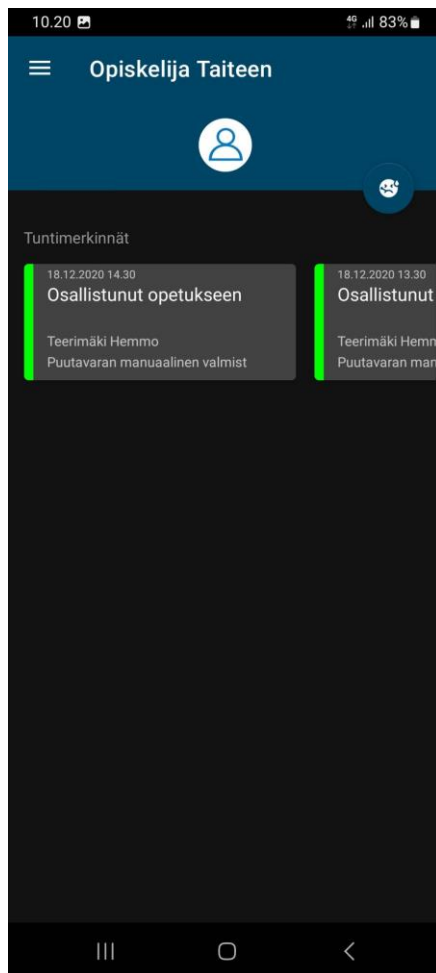 10.20 4G 83%
Opiskelija Taiteen
Tuntimerkinnät
18.12.2020 14.30
Osallistunut opetukseen
Teerimäki Hemmo
Puutavaran manuaalinen valmist
18.12.2020 13.30
Osallistunut
Teerimäki Hemm
Puutavaran man